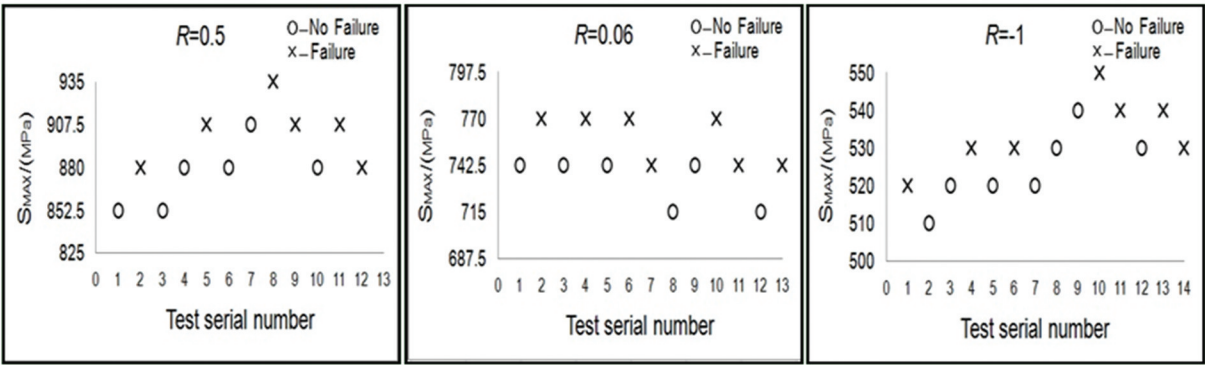 R=0.5
O–No Failure
x–Failure
935
907.5
880
852.5
825
SMAX/(MPa)
0 1 2 3 4 5 6 7 8 9 10 11 12 13
Test serial number
R=0.06
O–No Failure
x–Failure
797.5
770
742.5
715
687.5
SMAX/(MPa)
0 1 2 3 4 5 6 7 8 9 10 11 12 13
Test serial number
R=-1
O–No Failure
x–Failure
550
540
530
520
510
500
SMAX/(MPa)
0 1 2 3 4 5 6 7 8 9 10 11 12 13 14
Test serial number